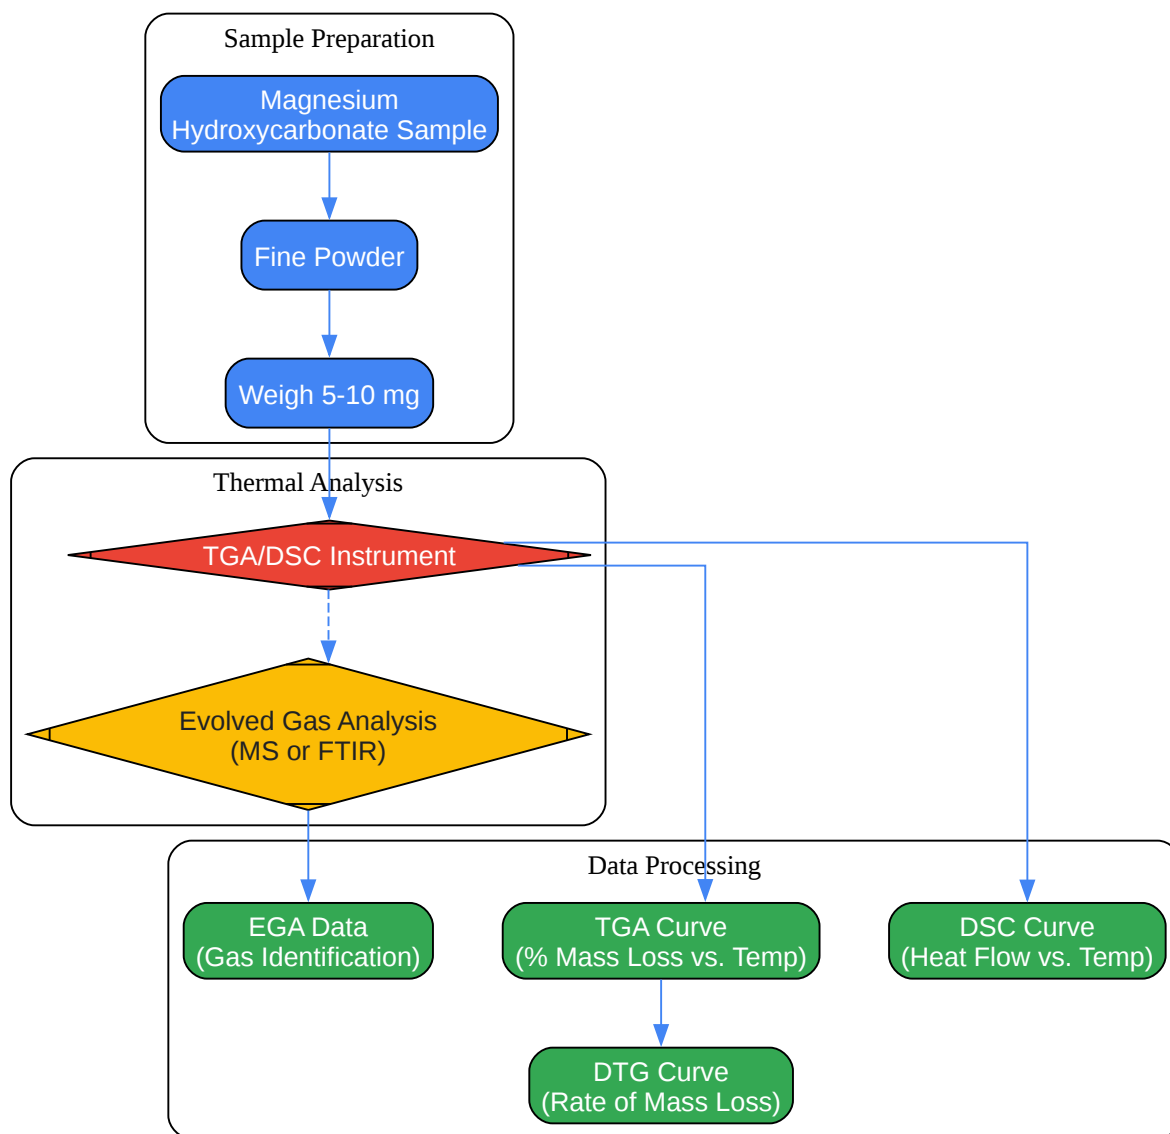 Sample Preparation
Magnesium
Hydroxycarbonate Sample
Fine Powder
Weigh 5-10 mg
Thermal Analysis
TGA/DSC Instrument
Evolved Gas Analysis
(MS or FTIR)
Data Processing
EGA Data
(Gas Identification)
TGA Curve
(% Mass Loss vs. Temp)
DSC Curve
(Heat Flow vs. Temp)
DTG Curve
(Rate of Mass Loss)